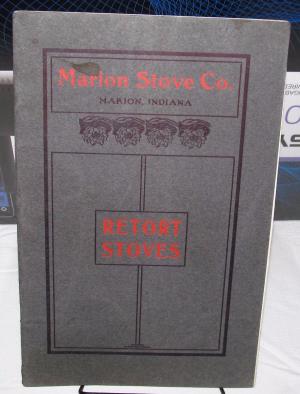 Marion Stove Co.
MARION, INDIANA
RETORT
STOVES